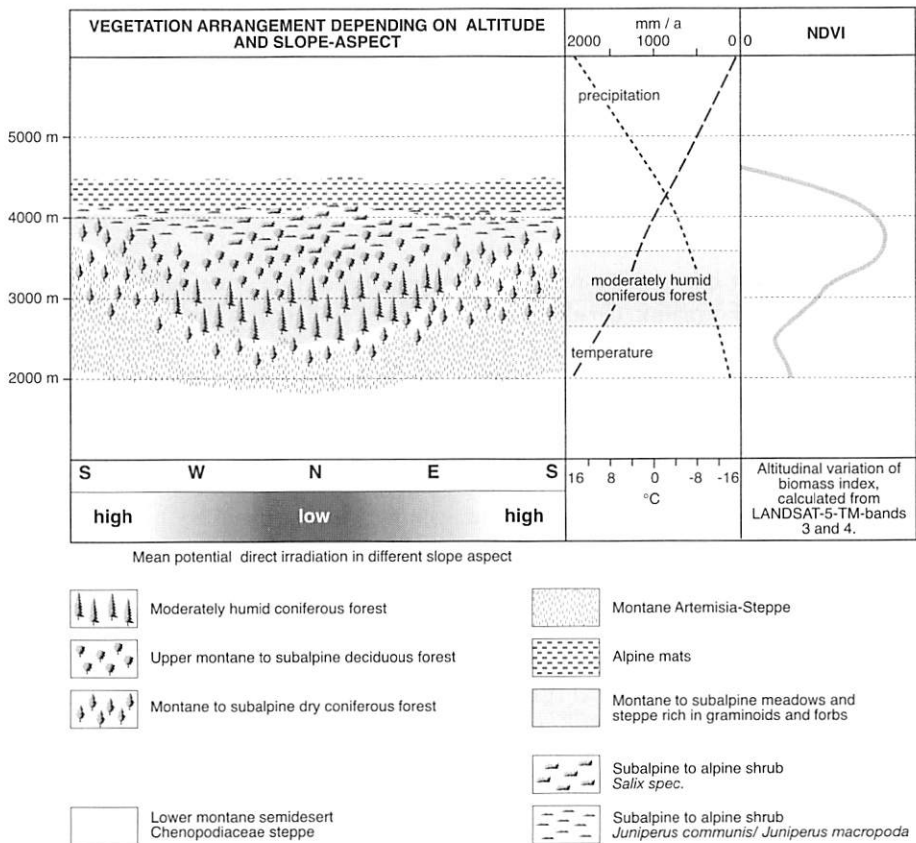 VEGETATION ARRANGEMENT DEPENDING ON ALTITUDE
AND SLOPE-ASPECT
mm / a
2000 1000 0
0
NDVI
precipitation
5000 m
4000 m
3000 m
2000 m
moderately humid
coniferous forest
temperature
S W N E S
16 8 0 -8 -16
°C
Altitudinal variation of
biomass index,
calculated from
LANDSAT-5-TM-bands
3 and 4.
high low high
Mean potential direct irradiation in different slope aspect
Moderately humid coniferous forest
Upper montane to subalpine deciduous forest
Montane to subalpine dry coniferous forest
Lower montane semidesert
Chenopodiaceae steppe
Montane Artemisia-Steppe
Alpine mats
Montane to subalpine meadows and
steppe rich in graminoids and forbs
Subalpine to alpine shrub
Salix spec.
Subalpine to alpine shrub
Juniperus communis/ Juniperus macropoda